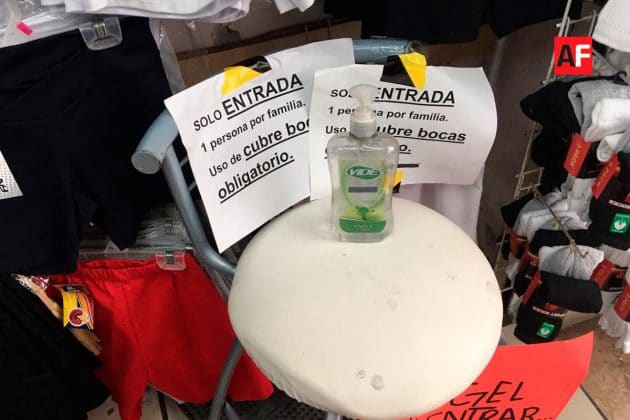 AF
SOLO ENTRADA
1 persona por familia.
Uso de cubre bocas
obligatorio.
SOLO ENTRADA
1 persona por familia.
Uso de cubre bocas
obligatorio.
VIDE
GEL
ENTRAR...